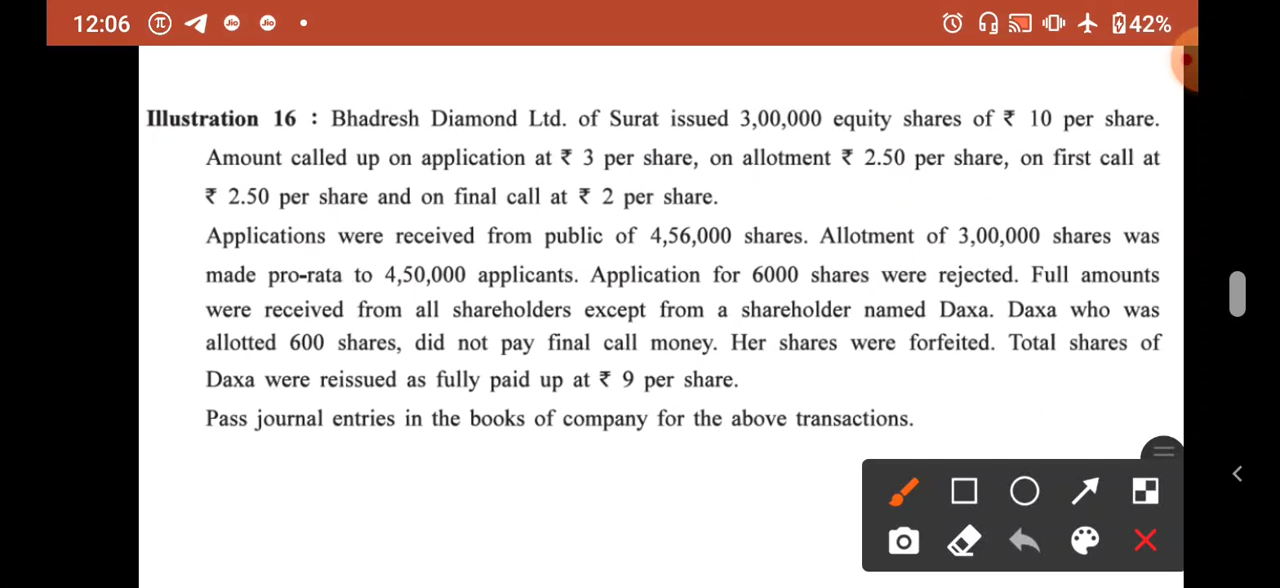 12:06 π Jio Jio 42%
Illustration 16 : Bhadresh Diamond Ltd. of Surat issued 3,00,000 equity shares of ₹ 10 per share.
Amount called up on application at ₹ 3 per share, on allotment ₹ 2.50 per share, on first call at
₹ 2.50 per share and on final call at ₹ 2 per share.
Applications were received from public of 4,56,000 shares. Allotment of 3,00,000 shares was
made pro-rata to 4,50,000 applicants. Application for 6000 shares were rejected. Full amounts
were received from all shareholders except from a shareholder named Daxa. Daxa who was
allotted 600 shares, did not pay final call money. Her shares were forfeited. Total shares of
Daxa were reissued as fully paid up at ₹ 9 per share.
Pass journal entries in the books of company for the above transactions.